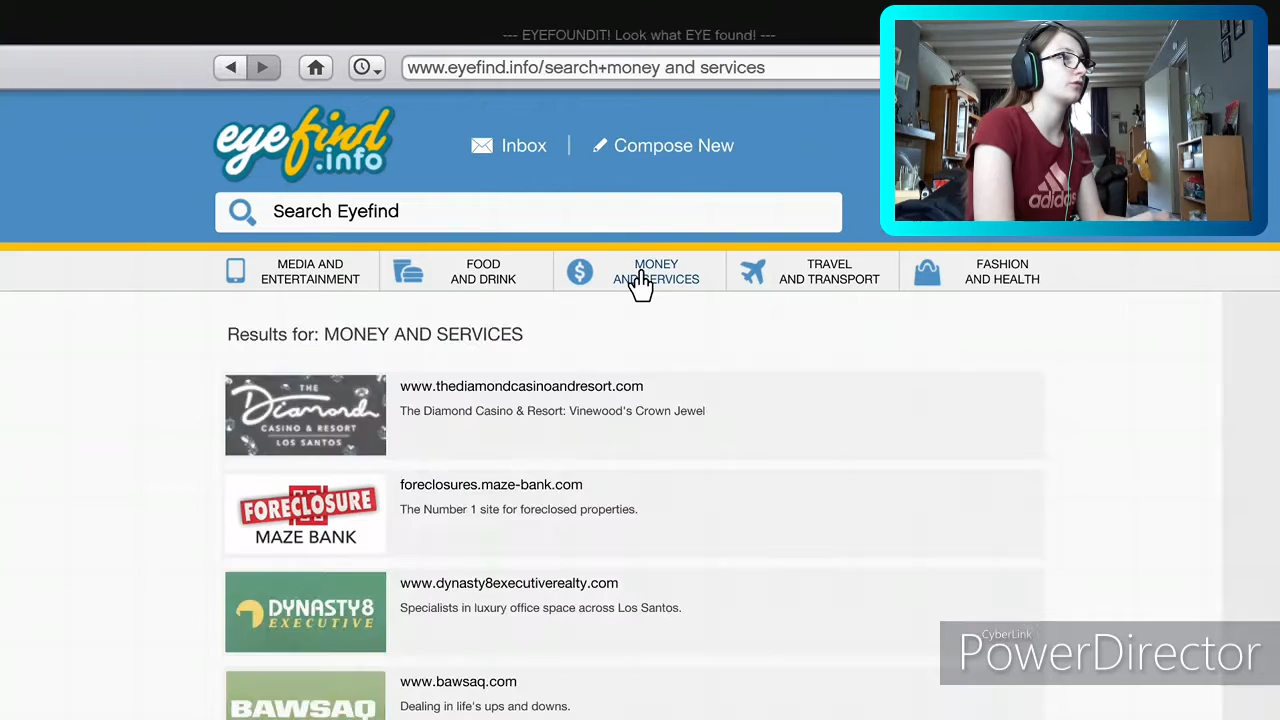 --- EYEFOUNDIT! Look what EYE found! ---
www.eyefind.info/search+money and services
eyefind
.info
Inbox
Compose New
Search Eyefind
MEDIA AND
ENTERTAINMENT
FOOD
AND DRINK
MONEY
AND SERVICES
TRAVEL
AND TRANSPORT
FASHION
AND HEALTH
Results for: MONEY AND SERVICES
THE
Diamond
CASINO & RESORT
LOS SANTOS
www.thediamondcasinoandresort.com
The Diamond Casino & Resort: Vinewood's Crown Jewel
FORECLOSURE
MAZE BANK
foreclosures.maze-bank.com
The Number 1 site for foreclosed properties.
DYNASTY8
EXECUTIVE
www.dynasty8executiverealty.com
Specialists in luxury office space across Los Santos.
BAWSAQ
www.bawsaq.com
Dealing in life's ups and downs.
adidas
CyberLink
PowerDirector